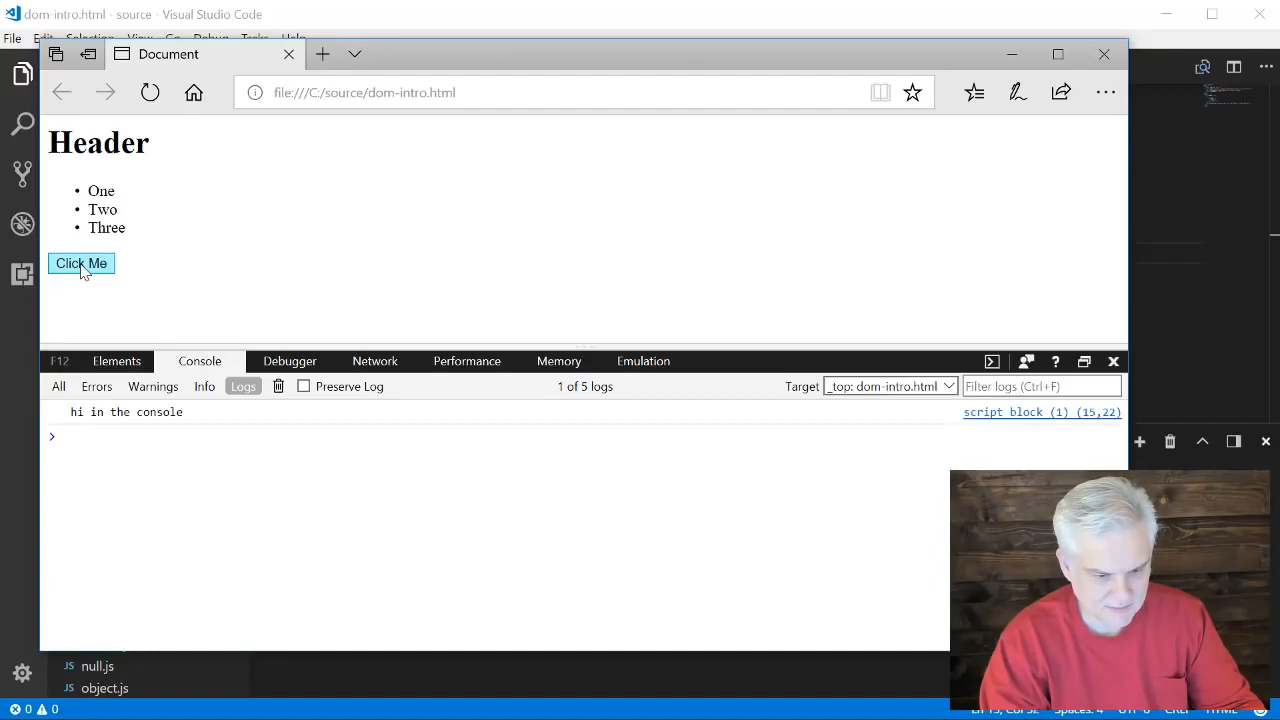 dom-intro.html - source - Visual Studio Code
File
Document
file:///C:/source/dom-intro.html
Header
• One
• Two
• Three
Click Me
F12 Elements Console Debugger Network Performance Memory Emulation
All Errors Warnings Info Logs Preserve Log 1 of 5 logs Target _top: dom-intro.html Filter logs (Ctrl+F)
hi in the console script block (1) (15,22)
>
JS null.js
JS object.js
0 0